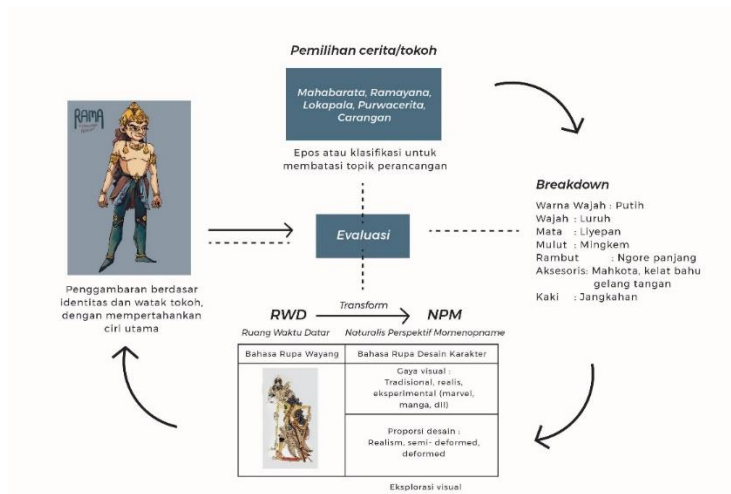 Pemilihan cerita/tokoh
Mahabarata, Ramayana,
Lokapala, Purwacerita,
Carangan
Epos atau klasifikasi untuk
membatasi topik perancangan
RAMA
Penggambaran berdasar
identitas dan watak tokoh,
dengan mempertahankan
ciri utama
Evaluasi
Breakdown
Warna Wajah : Putih
Wajah : Luruh
Mata : Liyepan
Mulut : Mingkem
Rambut : Ngore panjang
Aksesoris: Mahkota, kelat bahu
gelang tangan
Kaki : Jangkahan
RWD Transform NPM
Ruang Waktu Datar Naturalis Perspektif Momenopname
Bahasa Rupa Wayang Bahasa Rupa Desain Karakter
Gaya visual :
Tradisional, realis,
eksperimental (marvel,
manga, dll)
Proporsi desain :
Realism, semi- deformed,
deformed
Eksplorasi visual